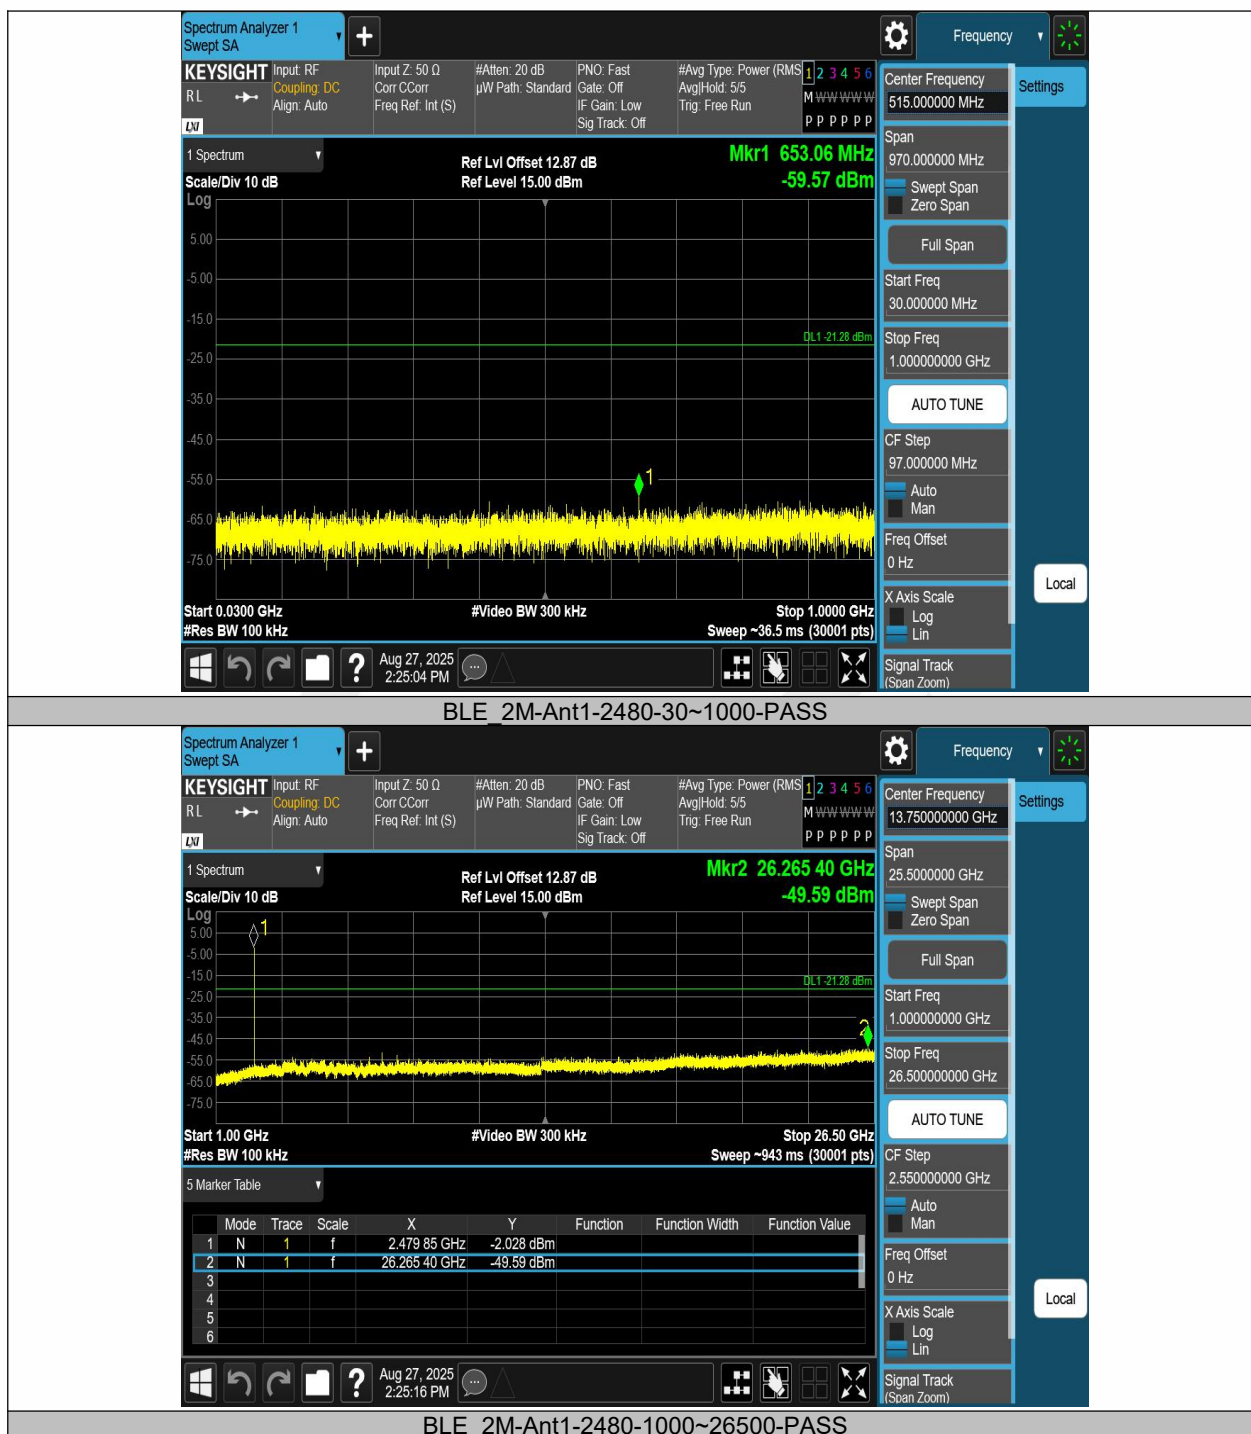 Spectrum Analyzer 1
Swept SA
Frequency
KEYSIGHT
RL
LXI
Input: RF
Coupling: DC
Align: Auto
Input Z: 50 Ω
Corr CCorr
Freq Ref: Int (S)
#Atten: 20 dB
µW Path: Standard
PNO: Fast
Gate: Off
IF Gain: Low
Sig Track: Off
#Avg Type: Power (RMS
Avg|Hold: 5/5
Trig: Free Run
1 2 3 4 5 6
M W W W W W
P P P P P P
1 Spectrum
Scale/Div 10 dB
Ref Lvl Offset 12.87 dB
Ref Level 15.00 dBm
Mkr1 653.06 MHz
-59.57 dBm
Log
5.00
-5.00
-15.0
DL1 -21.28 dBm
-25.0
-35.0
-45.0
-55.0
1
-65.0
-75.0
Start 0.0300 GHz
#Video BW 300 kHz
Stop 1.0000 GHz
#Res BW 100 kHz
Sweep ~36.5 ms (30001 pts)
?
Aug 27, 2025
2:25:04 PM
Center Frequency
515.000000 MHz
Span
970.000000 MHz
Swept Span
Zero Span
Full Span
Start Freq
30.000000 MHz
Stop Freq
1.000000000 GHz
AUTO TUNE
CF Step
97.000000 MHz
Auto
Man
Freq Offset
0 Hz
X Axis Scale
Log
Lin
Signal Track
(Span Zoom)
Settings
Local
BLE_2M-Ant1-2480-30~1000-PASS
Spectrum Analyzer 1
Swept SA
Frequency
KEYSIGHT
RL
LXI
Input: RF
Coupling: DC
Align: Auto
Input Z: 50 Ω
Corr CCorr
Freq Ref: Int (S)
#Atten: 20 dB
µW Path: Standard
PNO: Fast
Gate: Off
IF Gain: Low
Sig Track: Off
#Avg Type: Power (RMS
Avg|Hold: 5/5
Trig: Free Run
1 2 3 4 5 6
M W W W W W
P P P P P P
1 Spectrum
Scale/Div 10 dB
Ref Lvl Offset 12.87 dB
Ref Level 15.00 dBm
Mkr2 26.265 40 GHz
-49.59 dBm
Log
5.00
1
-5.00
-15.0
DL1 -21.28 dBm
-25.0
-35.0
2
-45.0
-55.0
-65.0
-75.0
Start 1.00 GHz
#Video BW 300 kHz
Stop 26.50 GHz
#Res BW 100 kHz
Sweep ~943 ms (30001 pts)
5 Marker Table
Mode Trace Scale X Y Function Function Width Function Value
1 N 1 f 2.479 85 GHz -2.028 dBm
2 N 1 f 26.265 40 GHz -49.59 dBm
3
4
5
6
?
Aug 27, 2025
2:25:16 PM
Center Frequency
13.750000000 GHz
Span
25.5000000 GHz
Swept Span
Zero Span
Full Span
Start Freq
1.000000000 GHz
Stop Freq
26.500000000 GHz
AUTO TUNE
CF Step
2.550000000 GHz
Auto
Man
Freq Offset
0 Hz
X Axis Scale
Log
Lin
Signal Track
(Span Zoom)
Settings
Local
BLE_2M-Ant1-2480-1000~26500-PASS